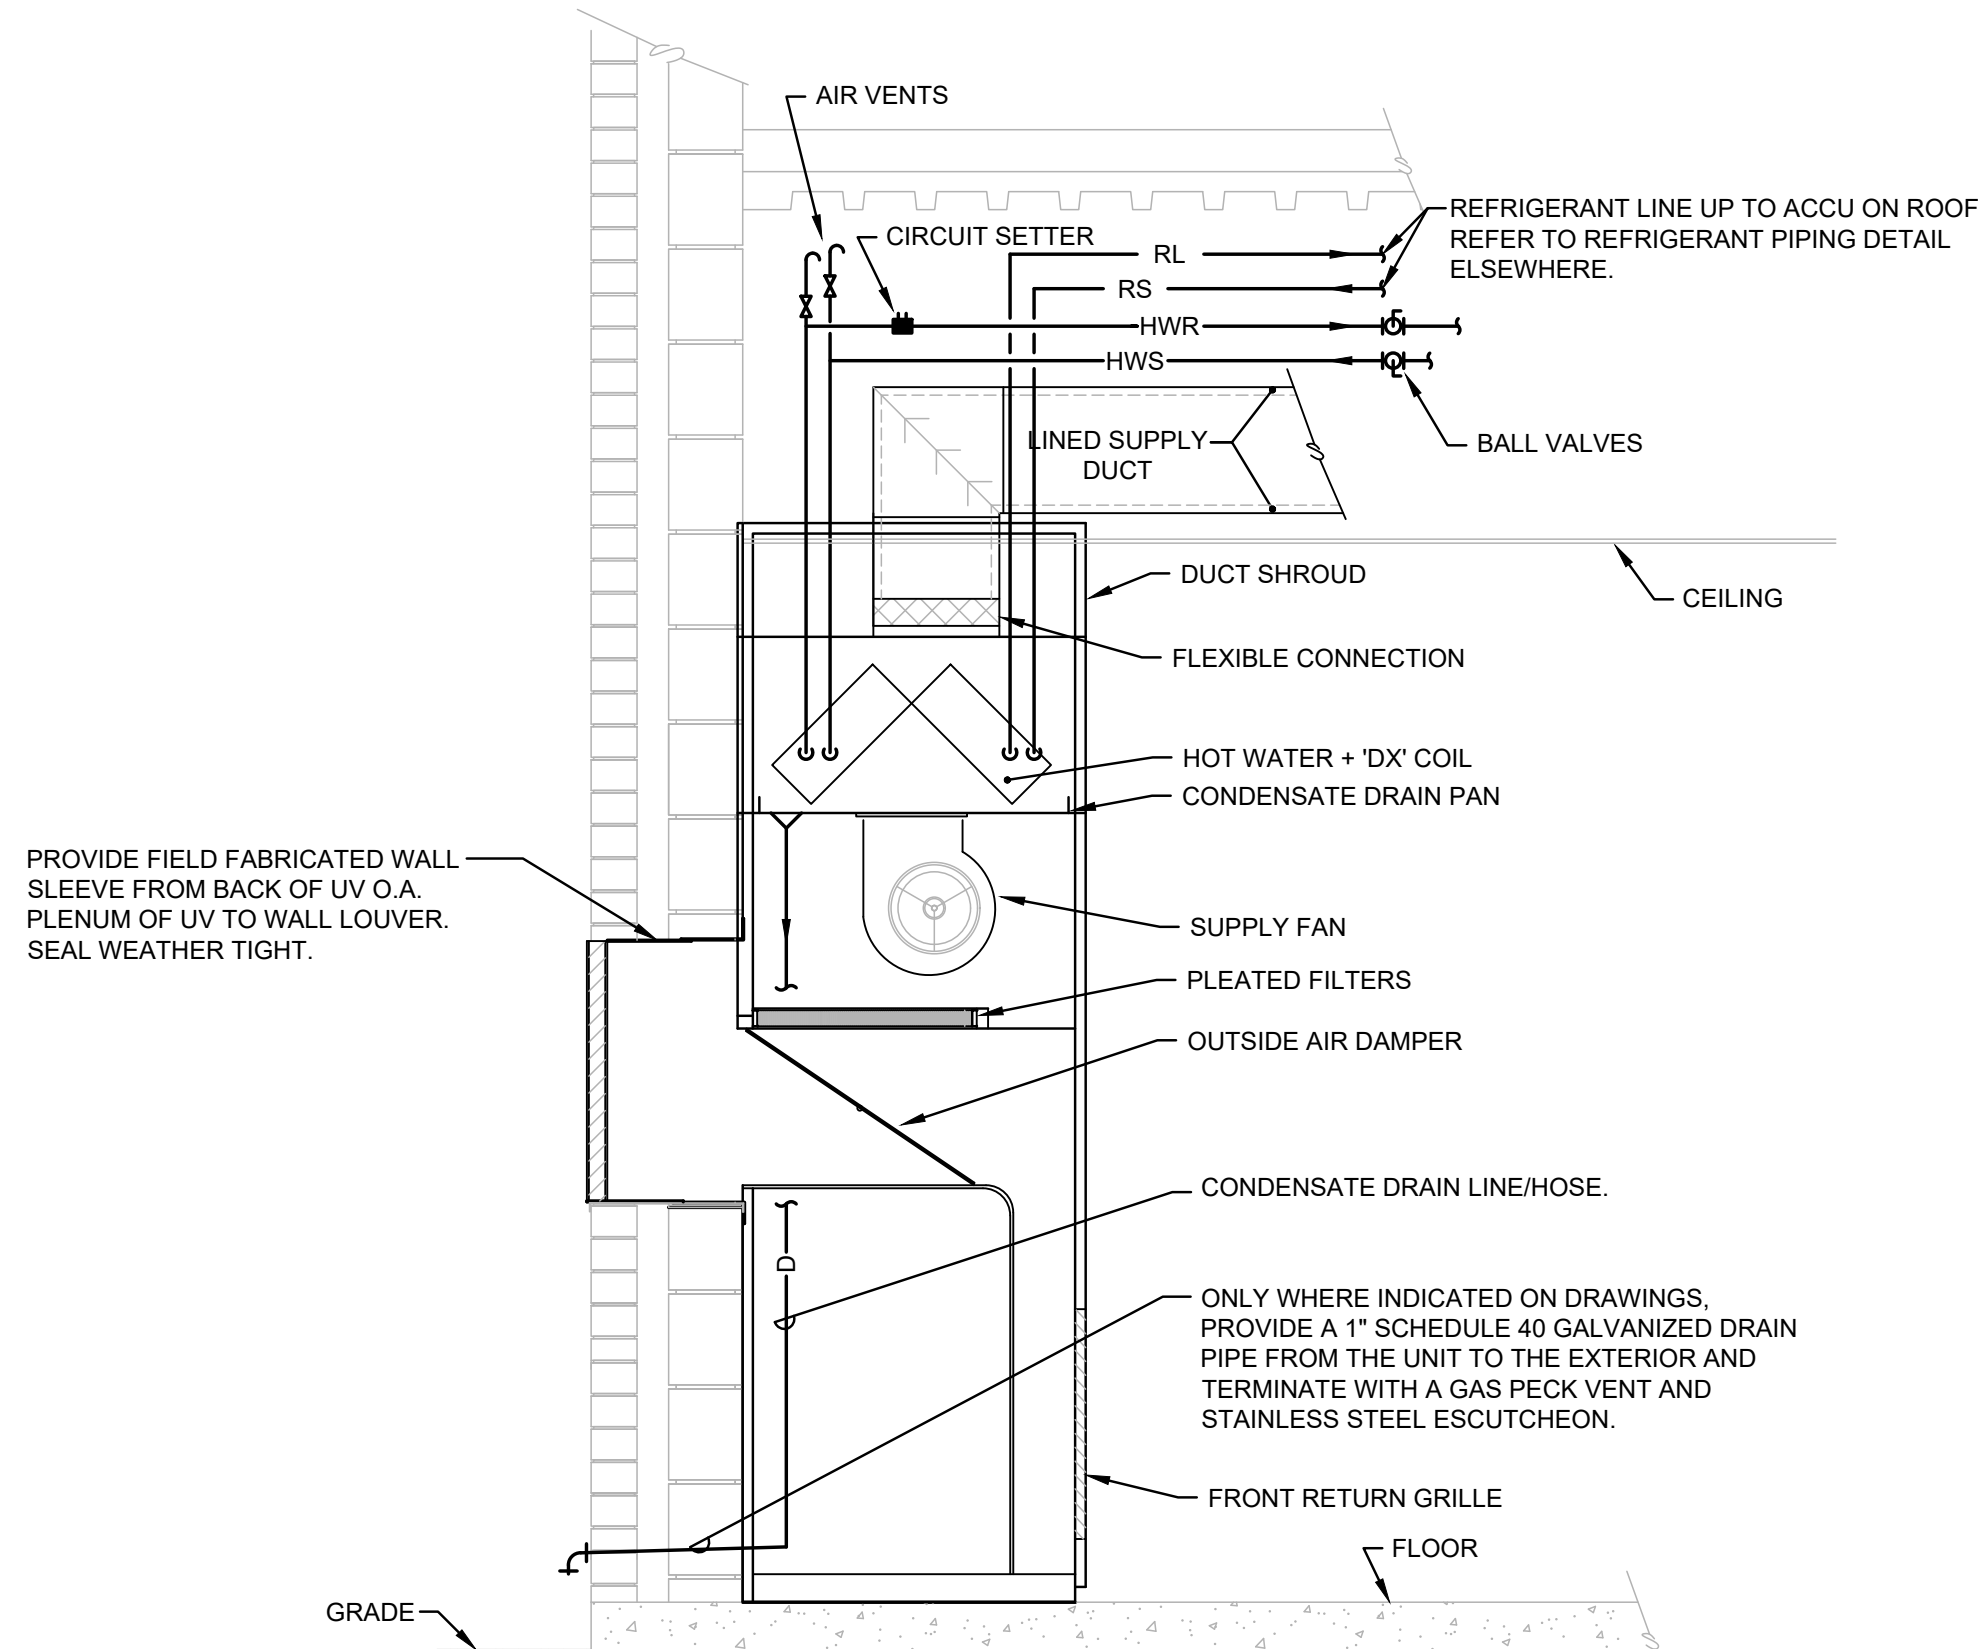 AIR VENTS
CIRCUIT SETTER
REFRIGERANT LINE UP TO ACCU ON ROOF
REFER TO REFRIGERANT PIPING DETAIL
ELSEWHERE.
RL
RS
HWR
HWS
LINED SUPPLY
DUCT
BALL VALVES
DUCT SHROUD
CEILING
FLEXIBLE CONNECTION
HOT WATER + 'DX' COIL
CONDENSATE DRAIN PAN
PROVIDE FIELD FABRICATED WALL
SLEEVE FROM BACK OF UV O.A.
PLENUM OF UV TO WALL LOUVER.
SEAL WEATHER TIGHT.
SUPPLY FAN
PLEATED FILTERS
OUTSIDE AIR DAMPER
CONDENSATE DRAIN LINE/HOSE.
D
ONLY WHERE INDICATED ON DRAWINGS,
PROVIDE A 1" SCHEDULE 40 GALVANIZED DRAIN
PIPE FROM THE UNIT TO THE EXTERIOR AND
TERMINATE WITH A GAS PECK VENT AND
STAINLESS STEEL ESCUTCHEON.
FRONT RETURN GRILLE
FLOOR
GRADE